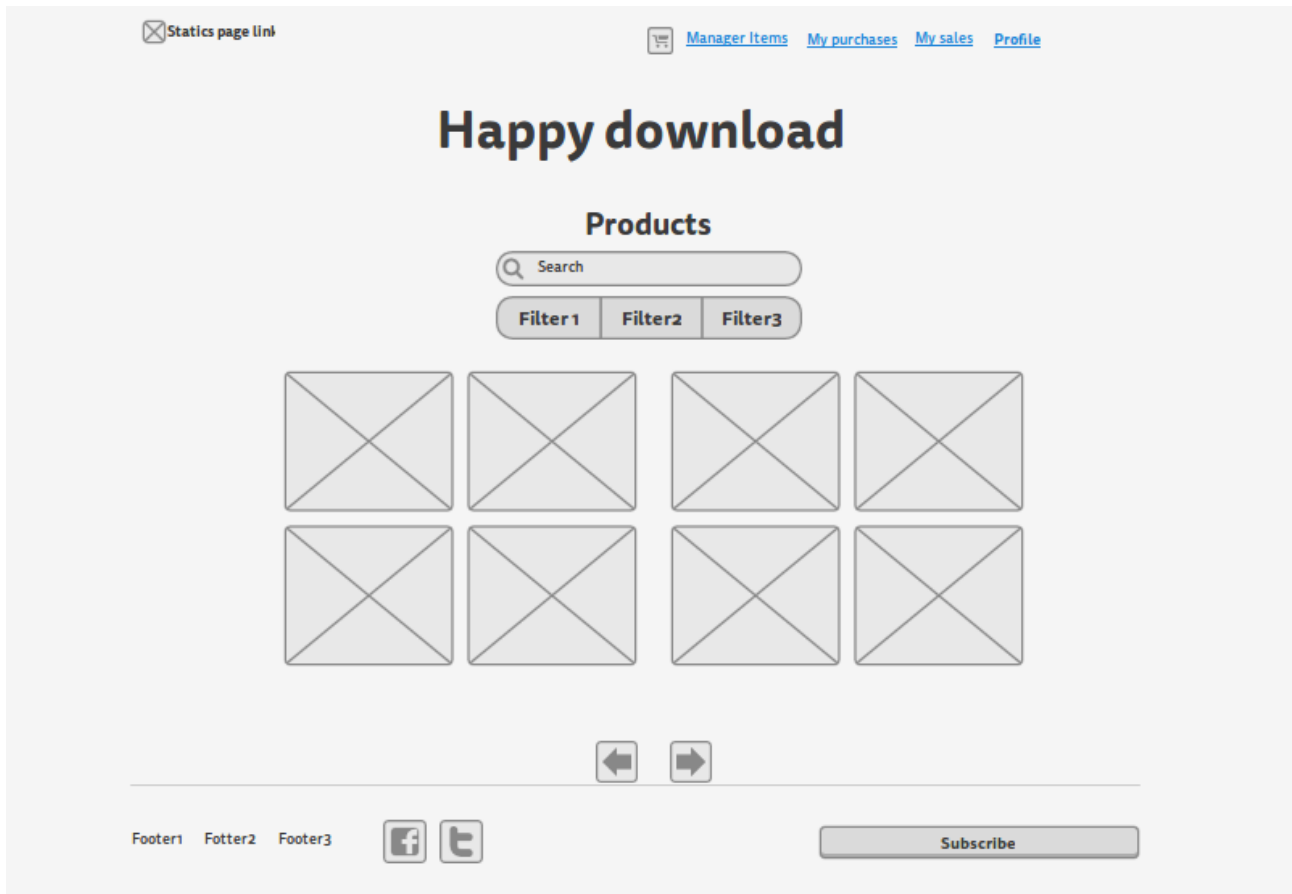 Statics page link
Manager Items My purchases My sales Profile
Happy download
Products
Search
Filter1 Filter2 Filter3
Footer1 Fotter2 Footer3
Subscribe